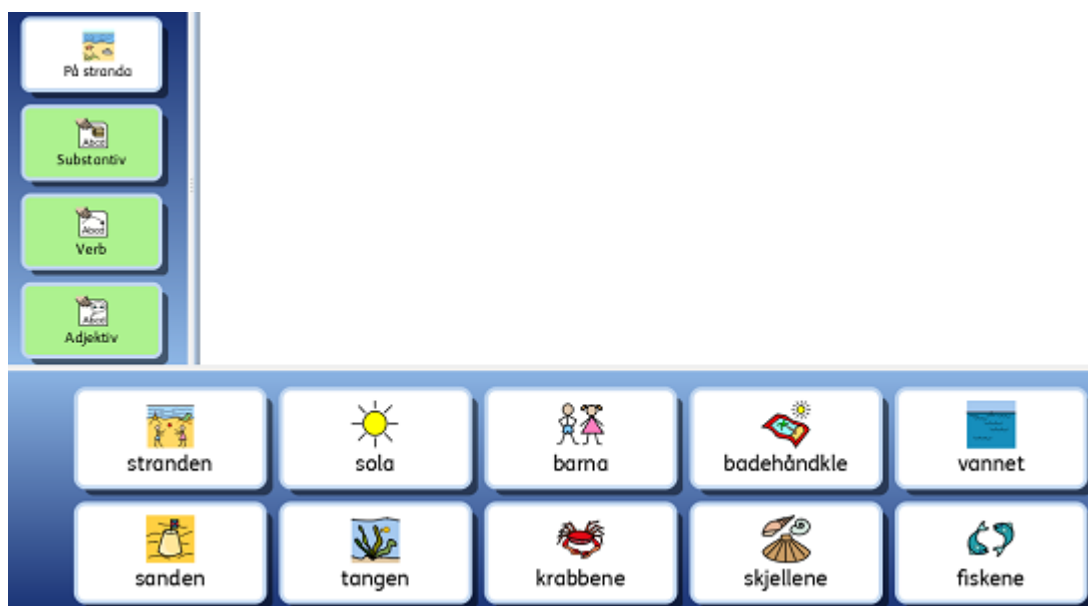 På stranda
Substantiv
Verb
Adjektiv
stranden sola barna badehåndkle vannet
sanden tangen krabbene skjellene fiskene